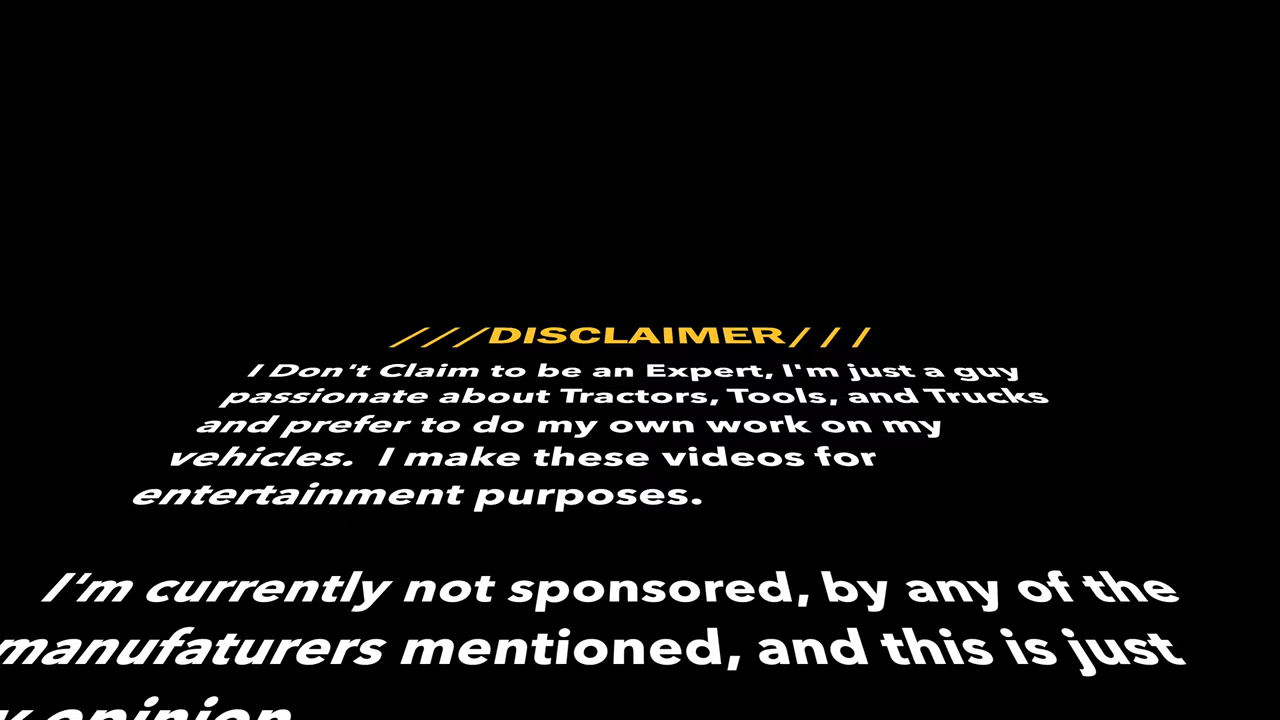 ///DISCLAIMER///
I Don't Claim to be an Expert, I'm just a guy
passionate about Tractors, Tools, and Trucks
and prefer to do my own work on my
vehicles.  I make these videos for
entertainment purposes.
I'm currently not sponsored, by any of the
manufaturers mentioned, and this is just
opinion